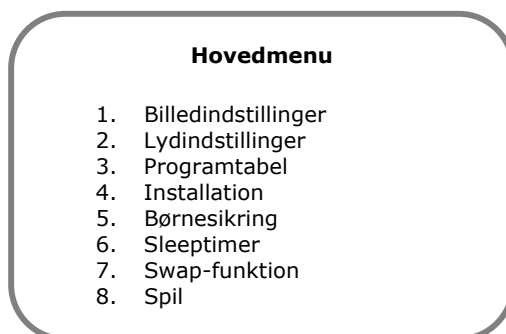 Hovedmenu
1. Billedindstillinger
2. Lydindstillinger
3. Programtabel
4. Installation
5. Børnesikring
6. Sleeptimer
7. Swap-funktion
8. Spil